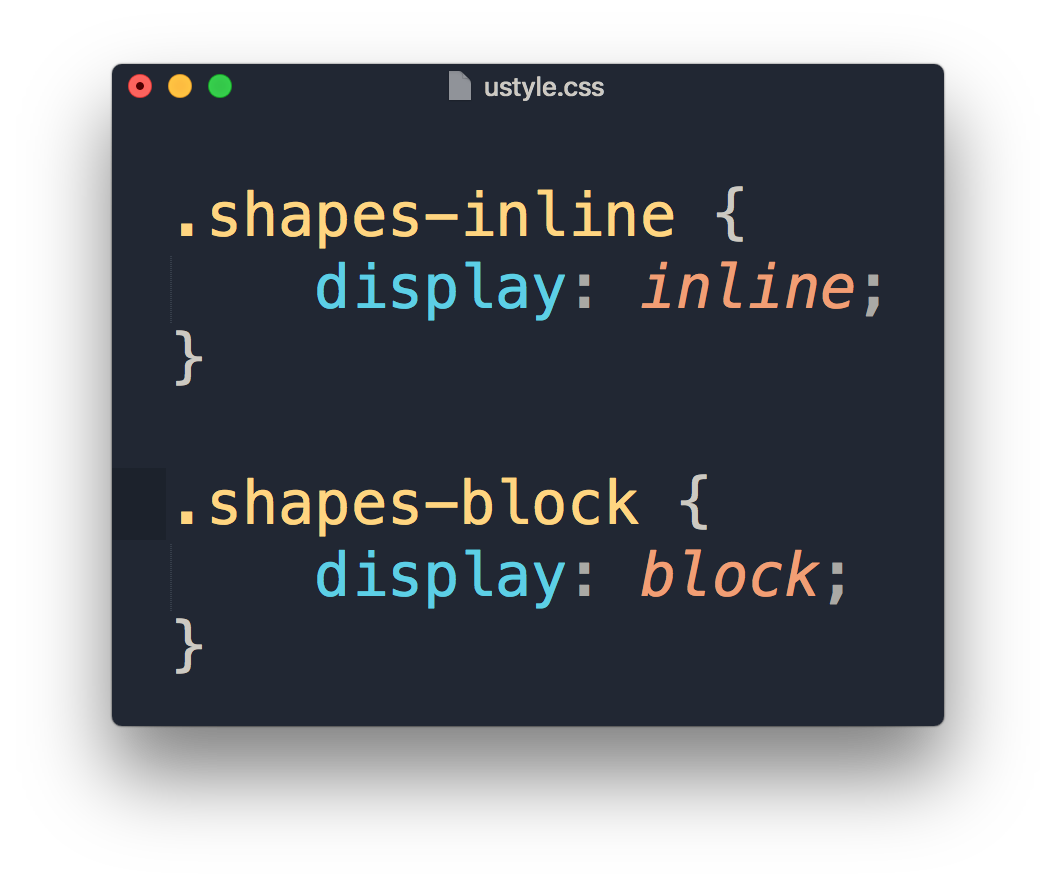 ustyle.css
.shapes-inline {
    display: inline;
}
.shapes-block {
    display: block;
}